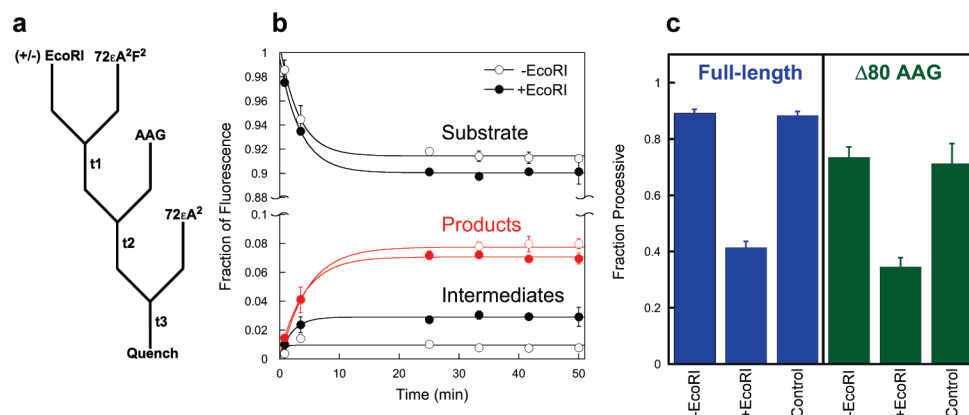 a
(+/-) EcoRI 72εA²F²
AAG
t1
72εA²
t2
t3
Quench
b
Fraction of Fluorescence
1
0.98
0.96
0.94
0.92
0.9
0.88
0.1
0.08
0.06
0.04
0.02
0
-EcoRI
+EcoRI
Substrate
Products
Intermediates
0 10 20 30 40 50
Time (min)
c
Fraction Processive
1
0.8
0.6
0.4
0.2
0
Full-length
Δ80 AAG
-EcoRI
+EcoRI
Control
-EcoRI
+EcoRI
Control